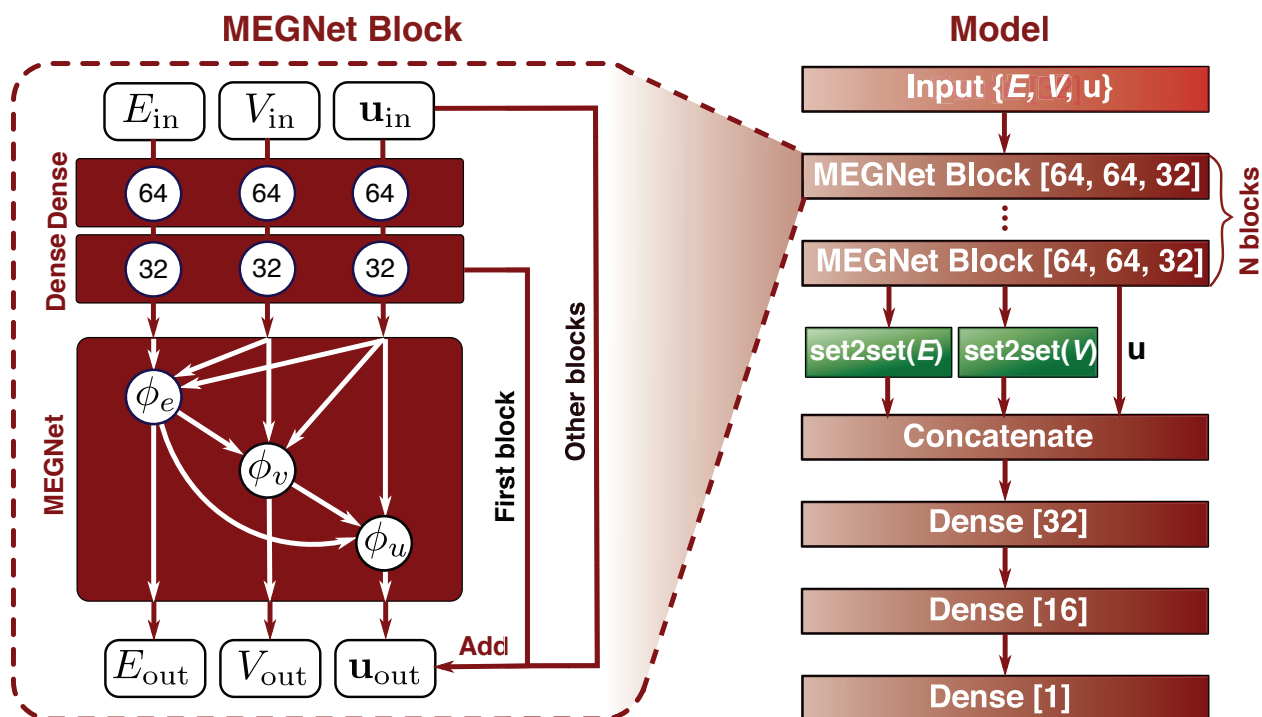 MEGNet Block
E_in V_in u_in
Dense
64 64 64
Dense
32 32 32
MEGNet
ϕ_e
ϕ_v
ϕ_u
First block
Other blocks
Add
E_out V_out u_out
Model
Input {E, V, u}
MEGNet Block [64, 64, 32]
⋮
MEGNet Block [64, 64, 32]
N blocks
set2set(E) set2set(V) u
Concatenate
Dense [32]
Dense [16]
Dense [1]